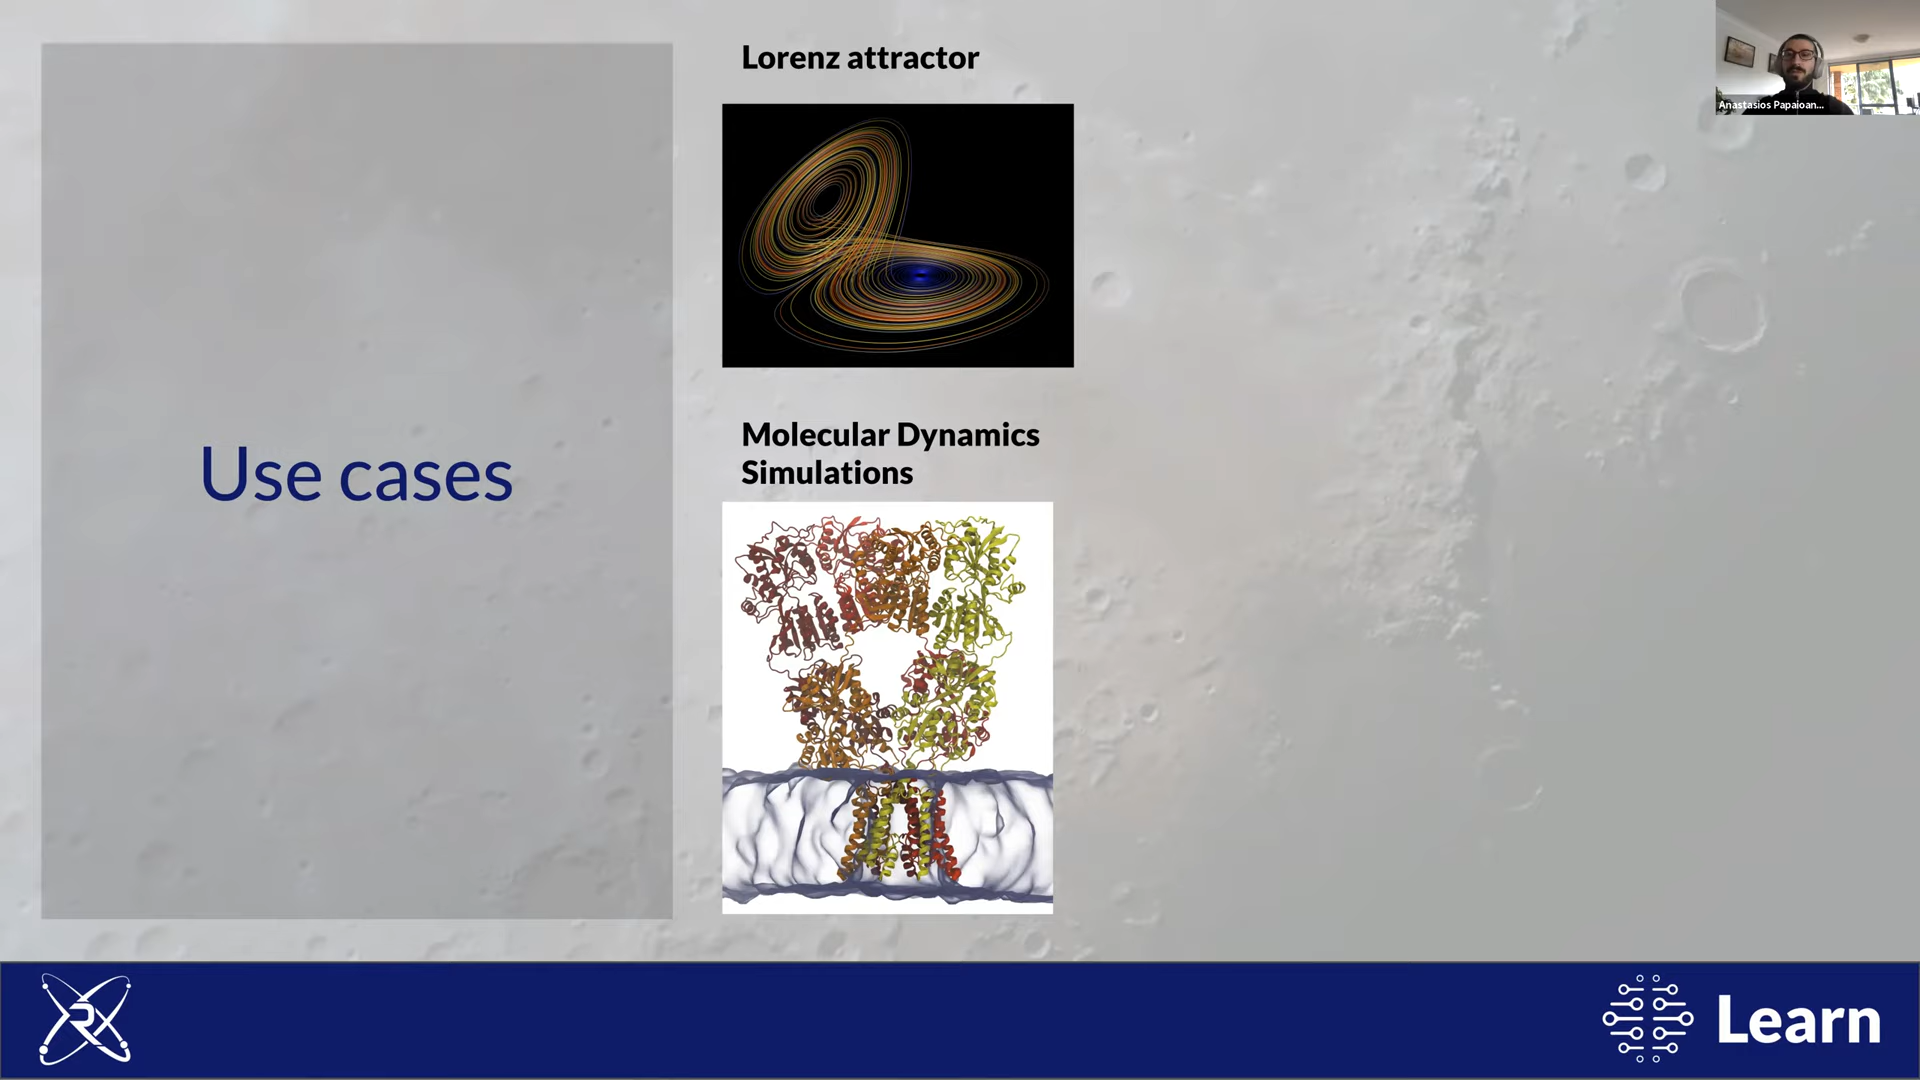 Lorenz attractor
Anastasios Papaioan...
Molecular Dynamics
Simulations
Use cases
Learn